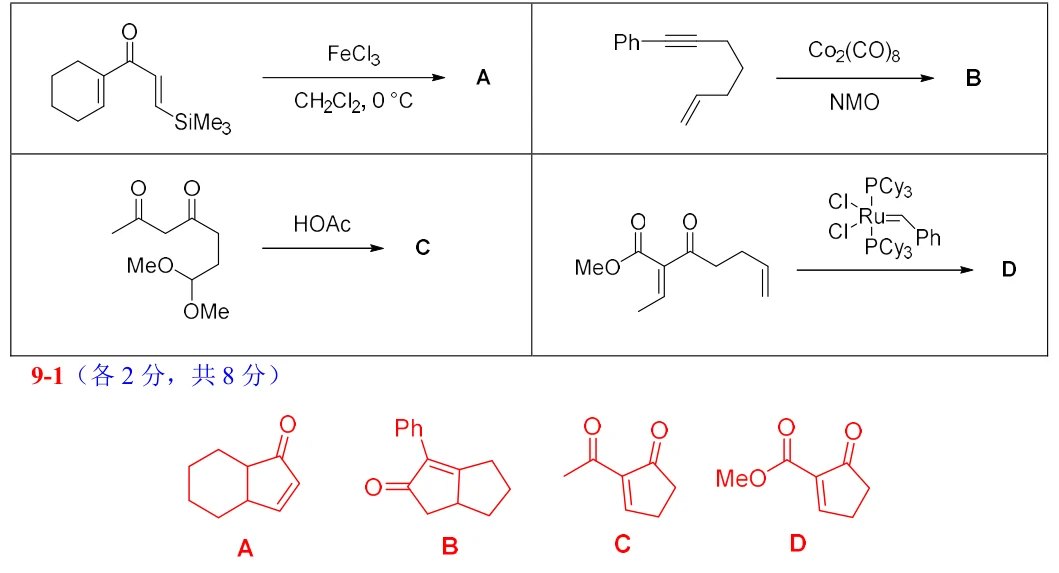 O
SiMe3
FeCl3
CH2Cl2, 0 °C
A
Ph
Co2(CO)8
NMO
B
O O
MeO
OMe
HOAc
C
O O
MeO
PCy3
Cl
Ru
Cl
Ph
PCy3
D
9-1（各 2 分，共 8 分）
O
A
Ph
O
B
O O
C
O O
MeO
D